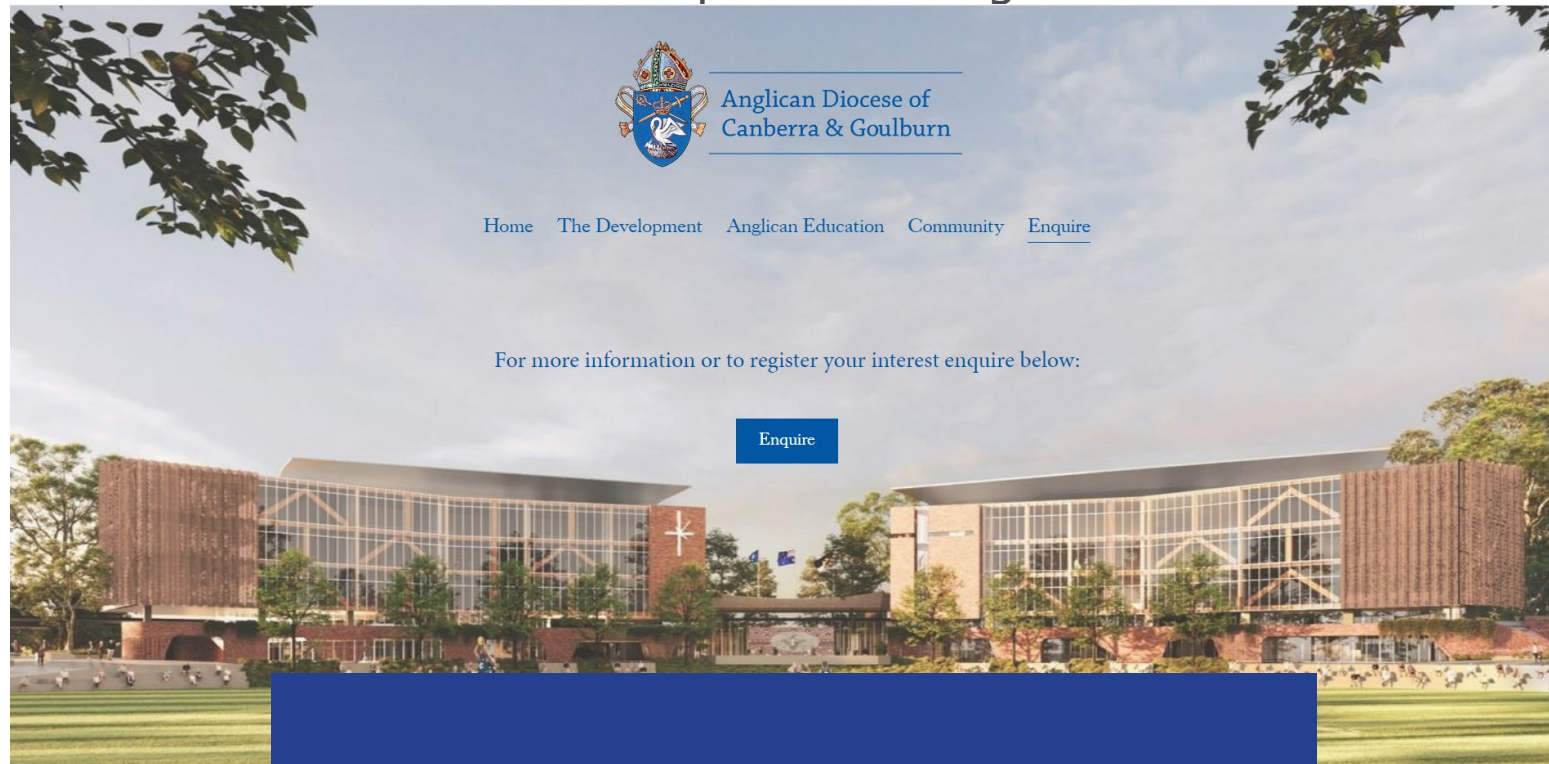 Anglican Diocese of
Canberra & Goulburn
Home The Development Anglican Education Community Enquire
For more information or to register your interest enquire below:
Enquire